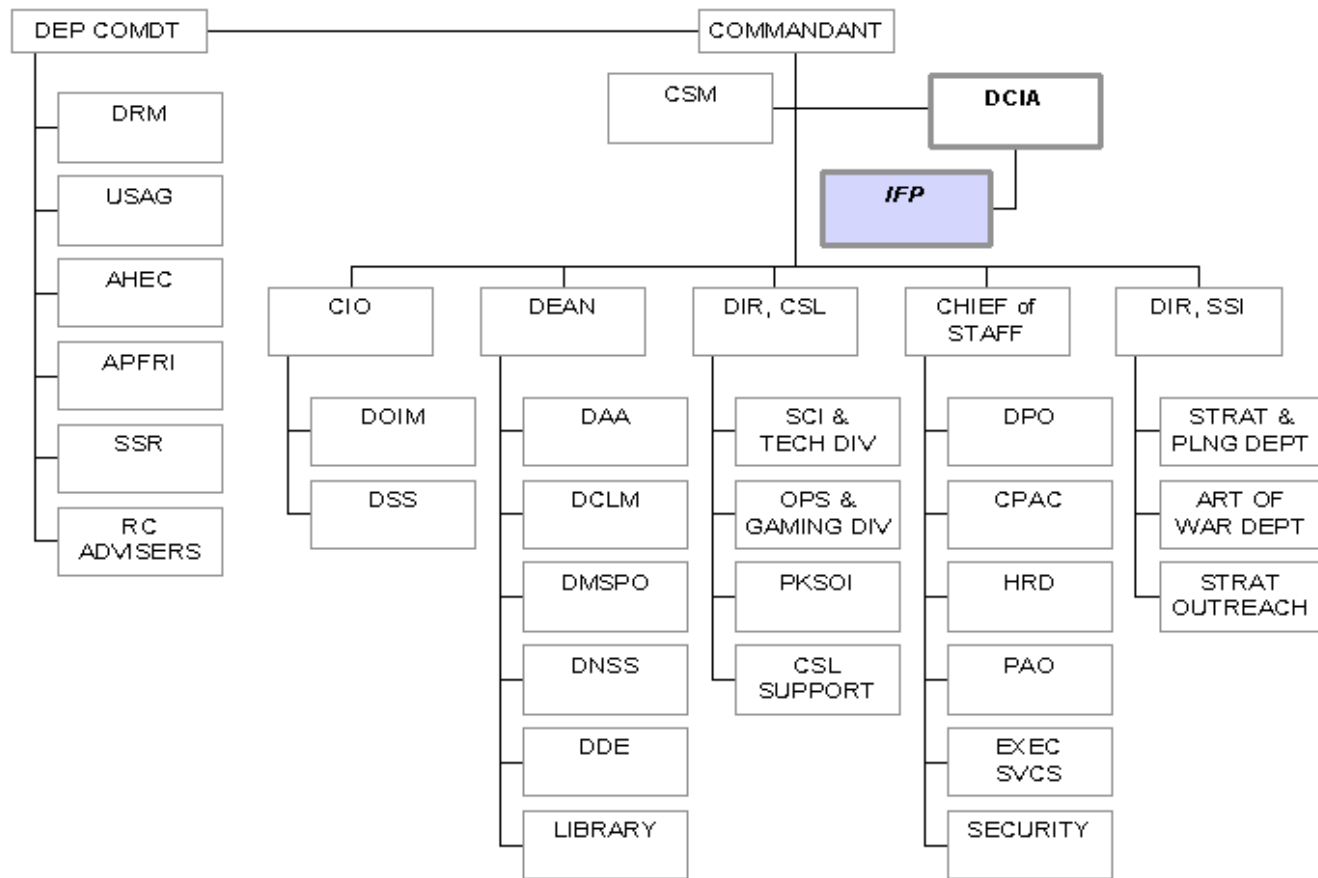 DEP COMDT
COMMANDANT
CSM
DCIA
IFP
DRM
USAG
AHEC
APFRI
SSR
RC
ADVISERS
CIO
DOIM
DSS
DEAN
DAA
DCLM
DMSPO
DNSS
DDE
LIBRARY
DIR, CSL
SCI &
TECH DIV
OPS &
GAMING DIV
PKSOI
CSL
SUPPORT
CHIEF of
STAFF
DPO
CPAC
HRD
PAO
EXEC
SVCS
SECURITY
DIR, SSI
STRAT &
PLNG DEPT
ART OF
WAR DEPT
STRAT
OUTREACH